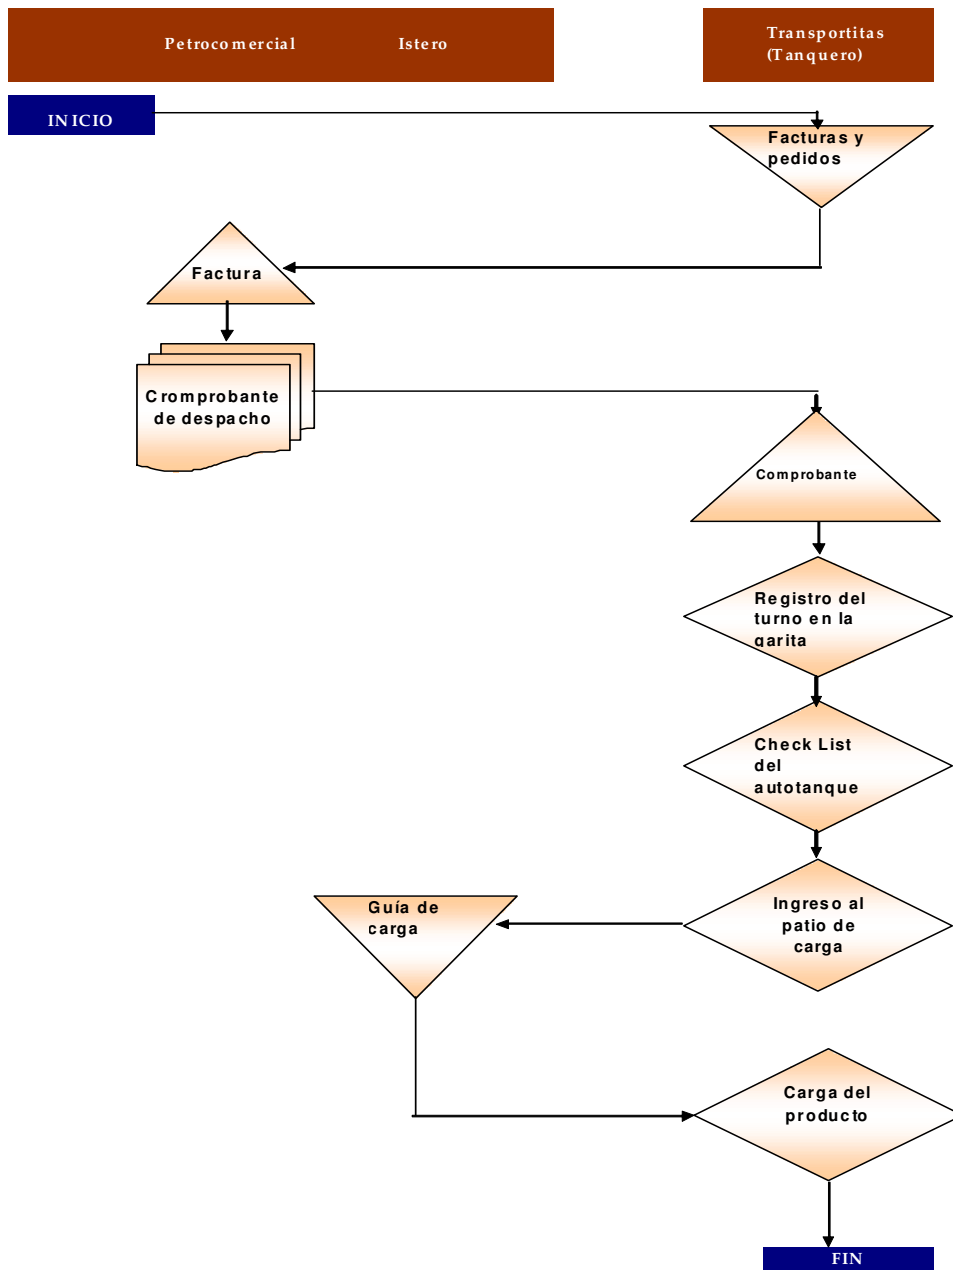 Petrocomercial Istero
Transportitas
(Tanquero)
INICIO
Facturas y
pedidos
Factura
Cromprobante
de despacho
Comprobante
Registro del
turno en la
garita
Check List
del
autotanque
Ingreso al
patio de
carga
Guía de
carga
Carga del
producto
FIN